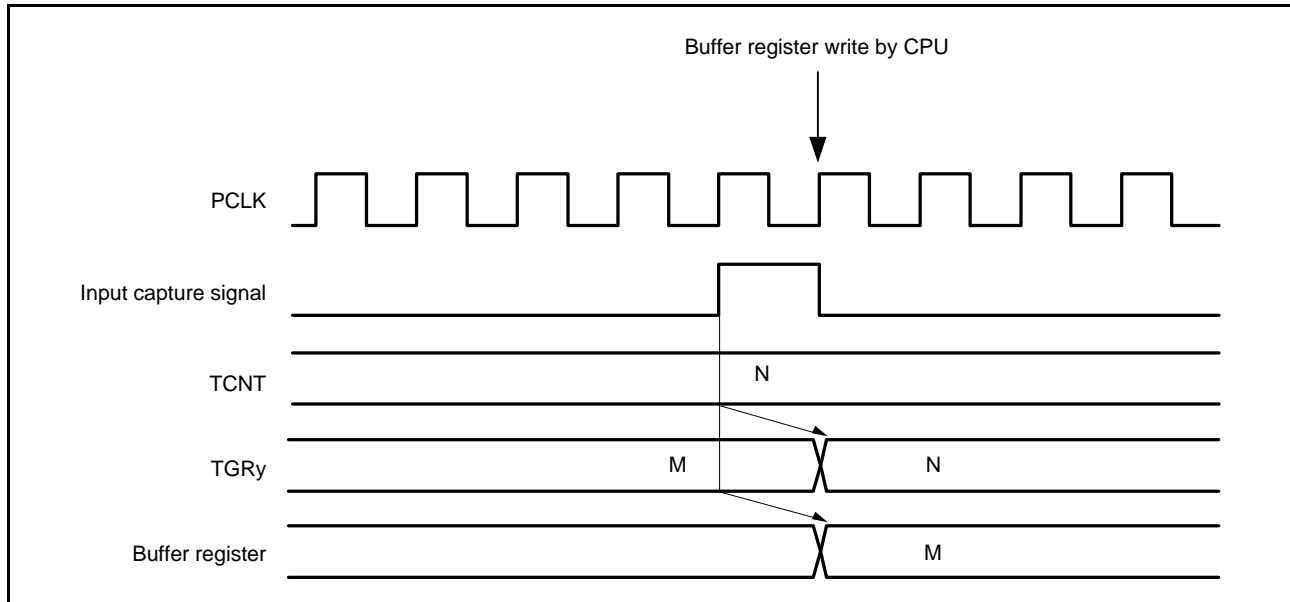 Buffer register write by CPU
PCLK
Input capture signal
TCNT
N
TGRy
M
N
Buffer register
M